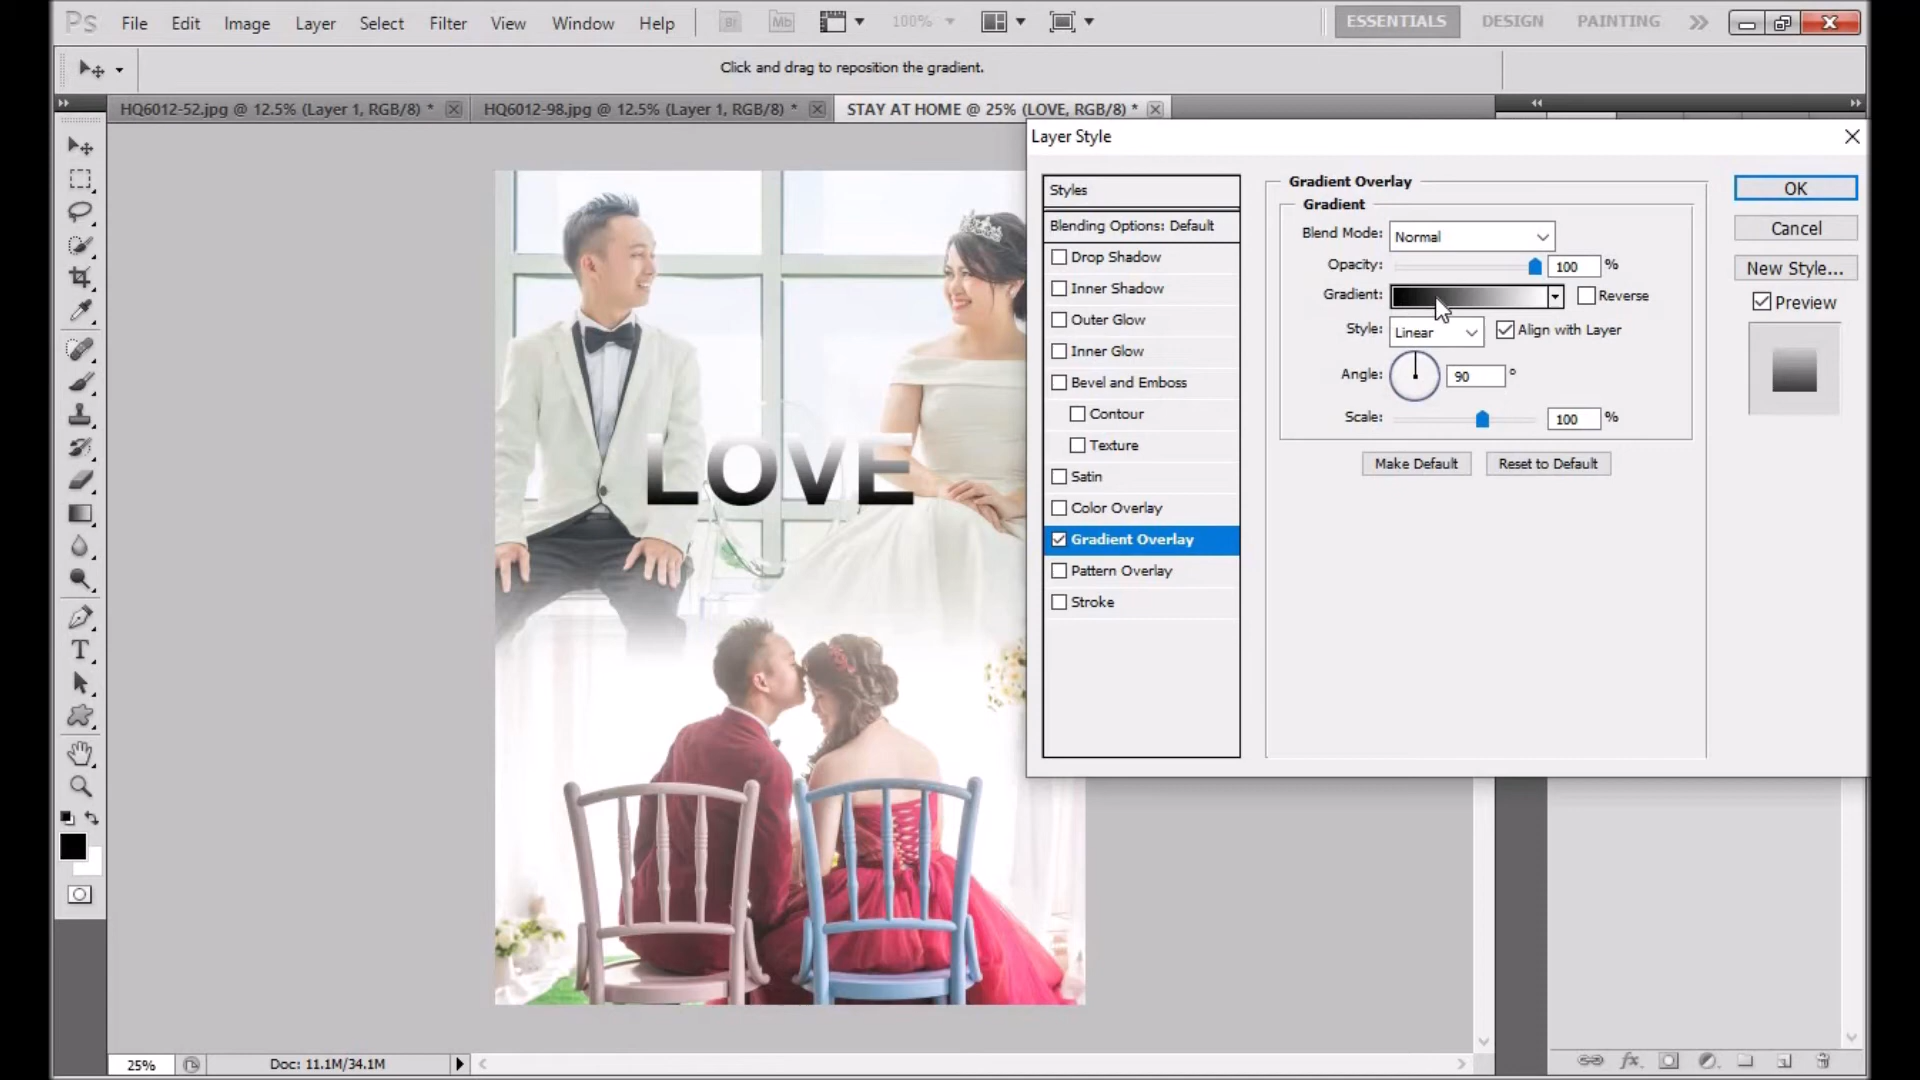 Ps File Edit Image Layer Select Filter View Window Help Br Mb 100% ESSENTIALS DESIGN PAINTING
Click and drag to reposition the gradient.
HQ6012-52.jpg @ 12.5% (Layer 1, RGB/8) * HQ6012-98.jpg @ 12.5% (Layer 1, RGB/8) * STAY AT HOME @ 25% (LOVE, RGB/8) *
Layer Style
Styles
Blending Options: Default
Drop Shadow
Inner Shadow
Outer Glow
Inner Glow
Bevel and Emboss
Contour
Texture
Satin
Color Overlay
Gradient Overlay
Pattern Overlay
Stroke
Gradient Overlay
Gradient
Blend Mode: Normal
Opacity: 100 %
Gradient: Reverse
Style: Linear Align with Layer
Angle: 90 °
Scale: 100 %
Make Default Reset to Default
OK
Cancel
New Style...
Preview
LOVE
T
25% Doc: 11.1M/34.1M
fx